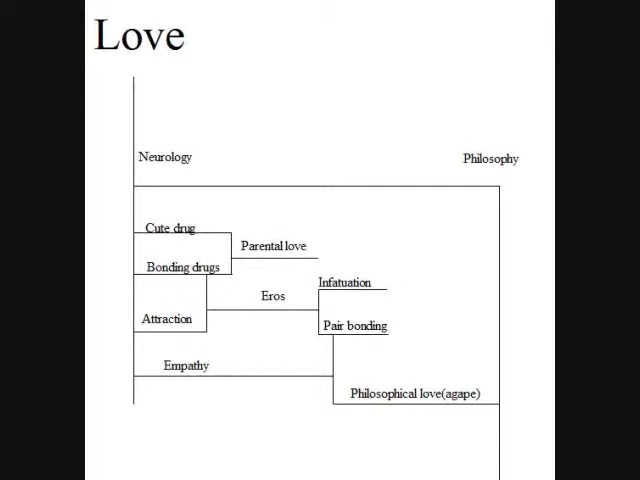 Love
Neurology
Philosophy
Cute drug
Parental love
Bonding drugs
Infatuation
Eros
Attraction
Pair bonding
Empathy
Philosophical love(agape)